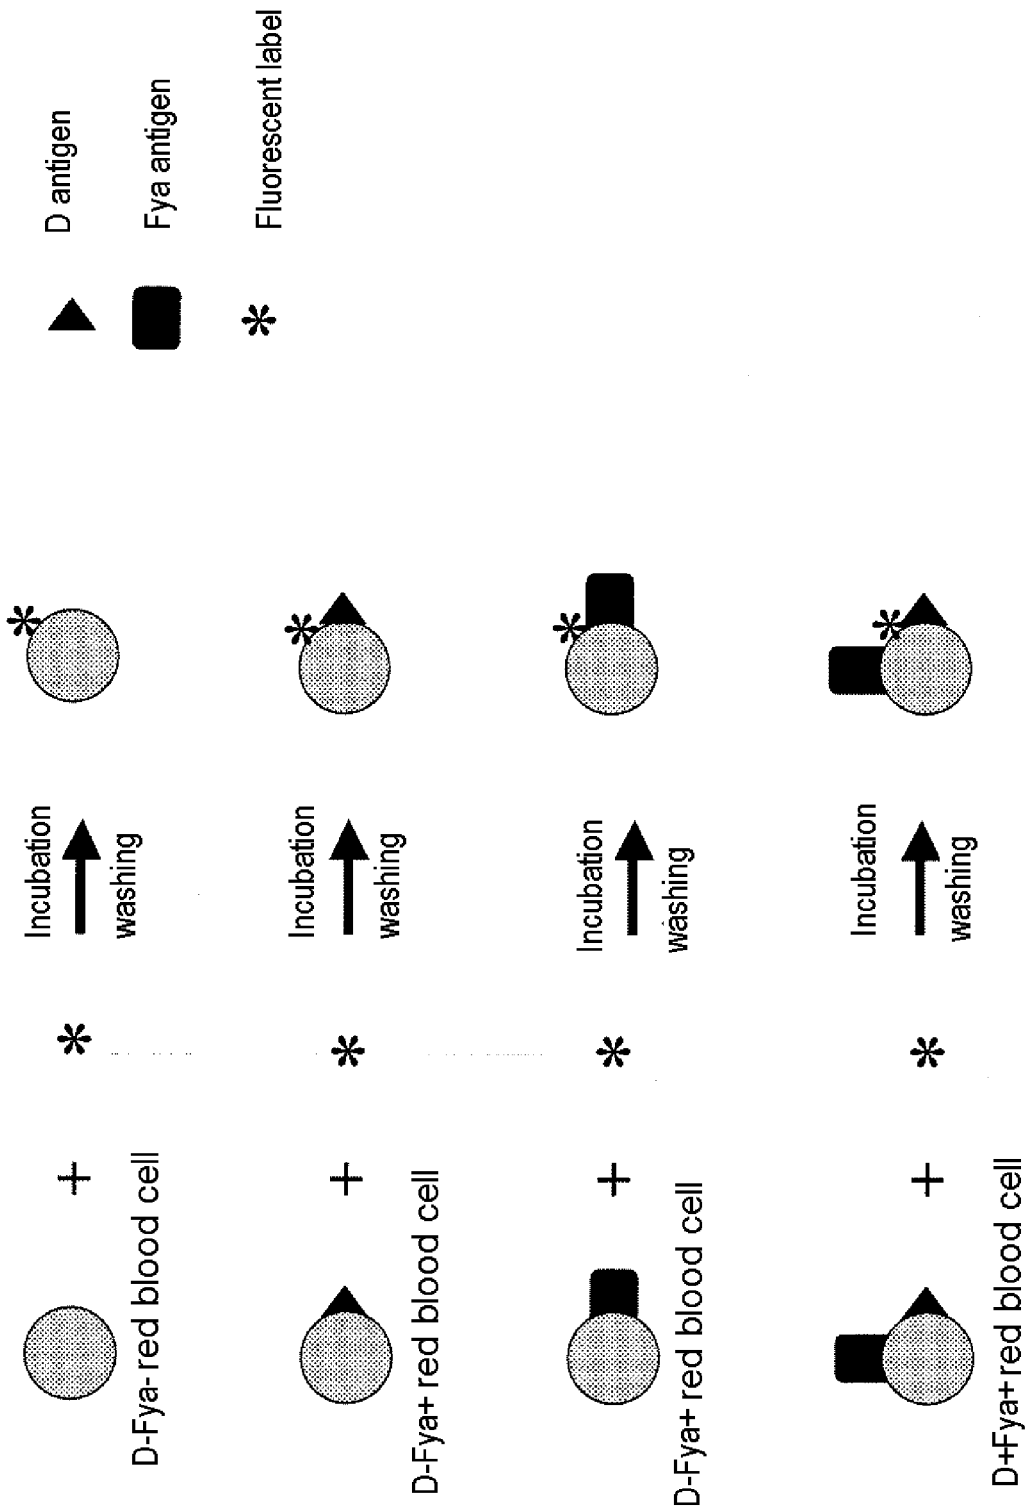 D antigen
Fya antigen
* Fluorescent label
+ * Incubation washing *
D-Fya- red blood cell
+ * Incubation washing *
D-Fya+ red blood cell
+ * Incubation washing *
D-Fya+ red blood cell
+ * Incubation washing *
D+Fya+ red blood cell